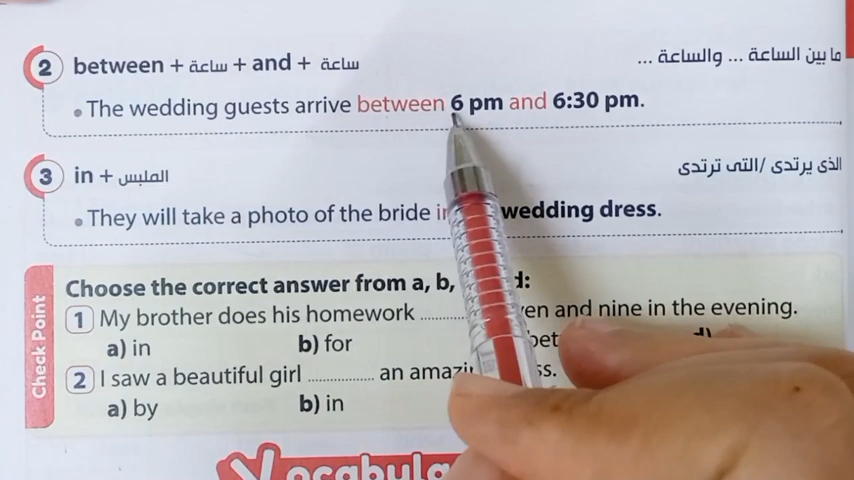 2 between + ساعة + and + ساعة ما بين الساعة ... والساعة ...
• The wedding guests arrive between 6 pm and 6:30 pm.
3 in + الملبس الذى يرتدى /التى ترتدى
• They will take a photo of the bride in wedding dress.
Check Point
Choose the correct answer from a, b, d:
1 My brother does his homework .......... and nine in the evening.
a) in b) for d)
2 I saw a beautiful girl .............. an
a) by b) in
Vocabula